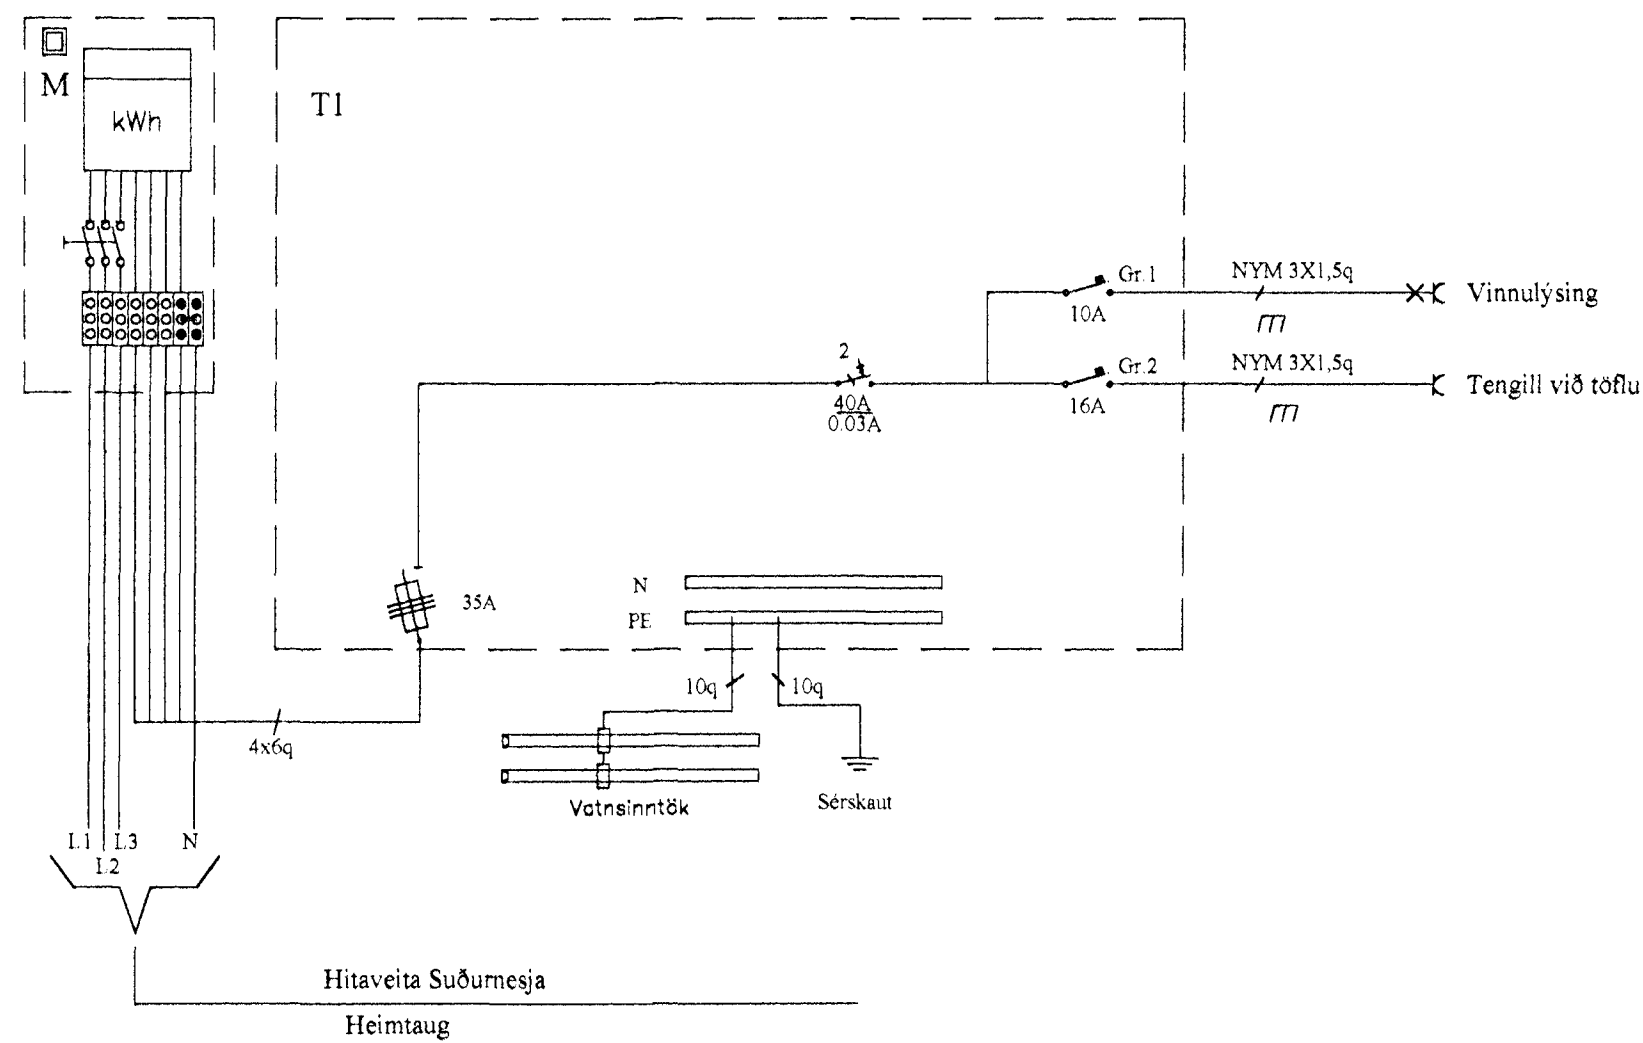 M
kWh
T1
Gr.1
10A
NYM 3X1,5q
Vinnulýsing
2
40A
0.03A
Gr.2
16A
NYM 3X1,5q
Tengill við töflu
35A
N
PE
10q
10q
4x6q
Vatnsinntök
Sérskaut
L1
L2
L3
N
Hitaveita Suðurnesja
Heimtaug